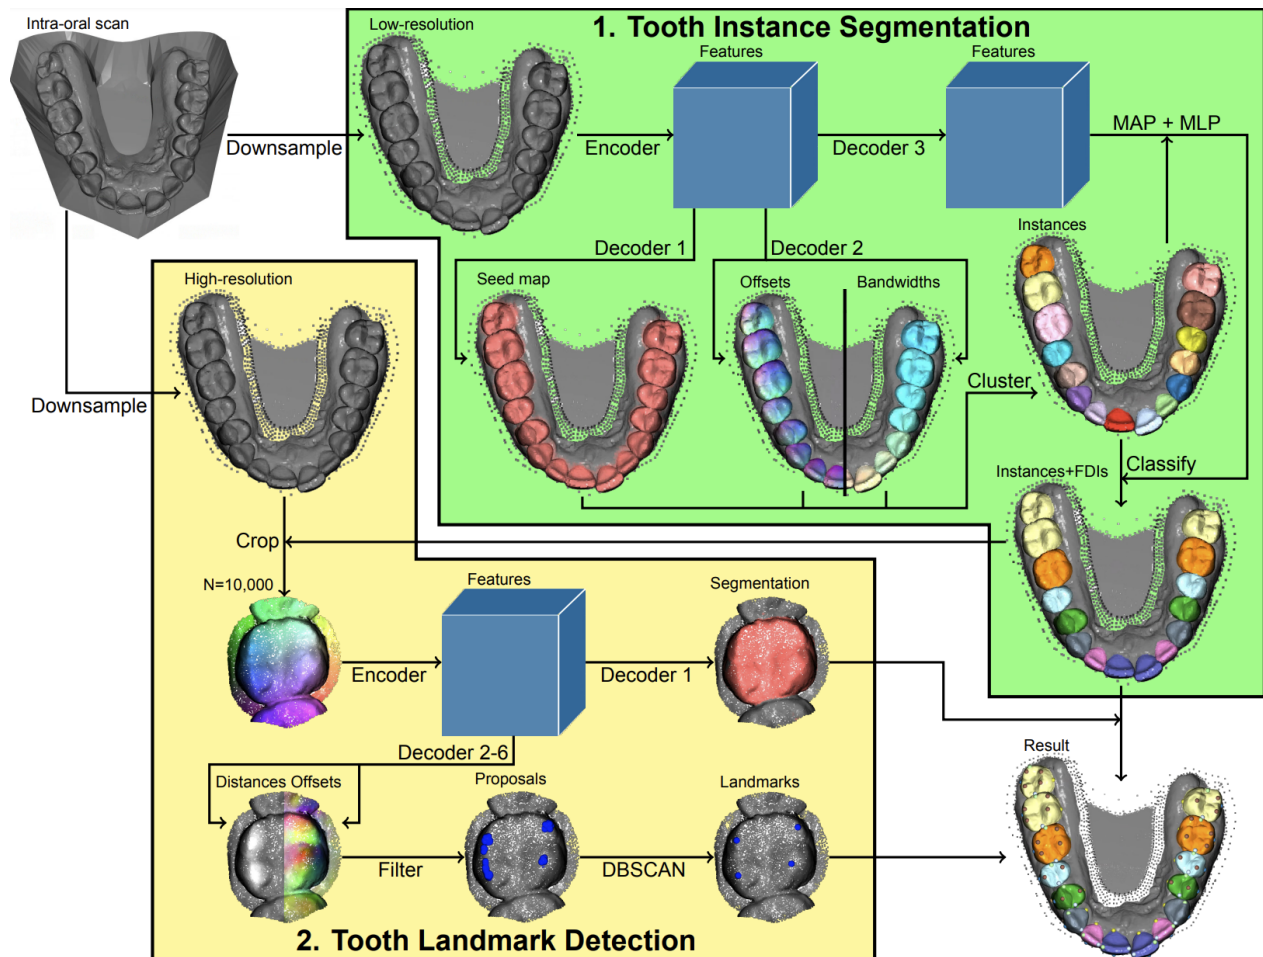 Intra-oral scan
Low-resolution
1. Tooth Instance Segmentation
Features
Features
Downsample
Encoder
Decoder 3
MAP + MLP
Decoder 1
Decoder 2
Instances
High-resolution
Seed map
Offsets
Bandwidths
Downsample
Cluster
Classify
Instances+FDIs
Crop
N=10,000
Features
Segmentation
Encoder
Decoder 1
Decoder 2-6
Result
Distances Offsets
Proposals
Landmarks
Filter
DBSCAN
2. Tooth Landmark Detection